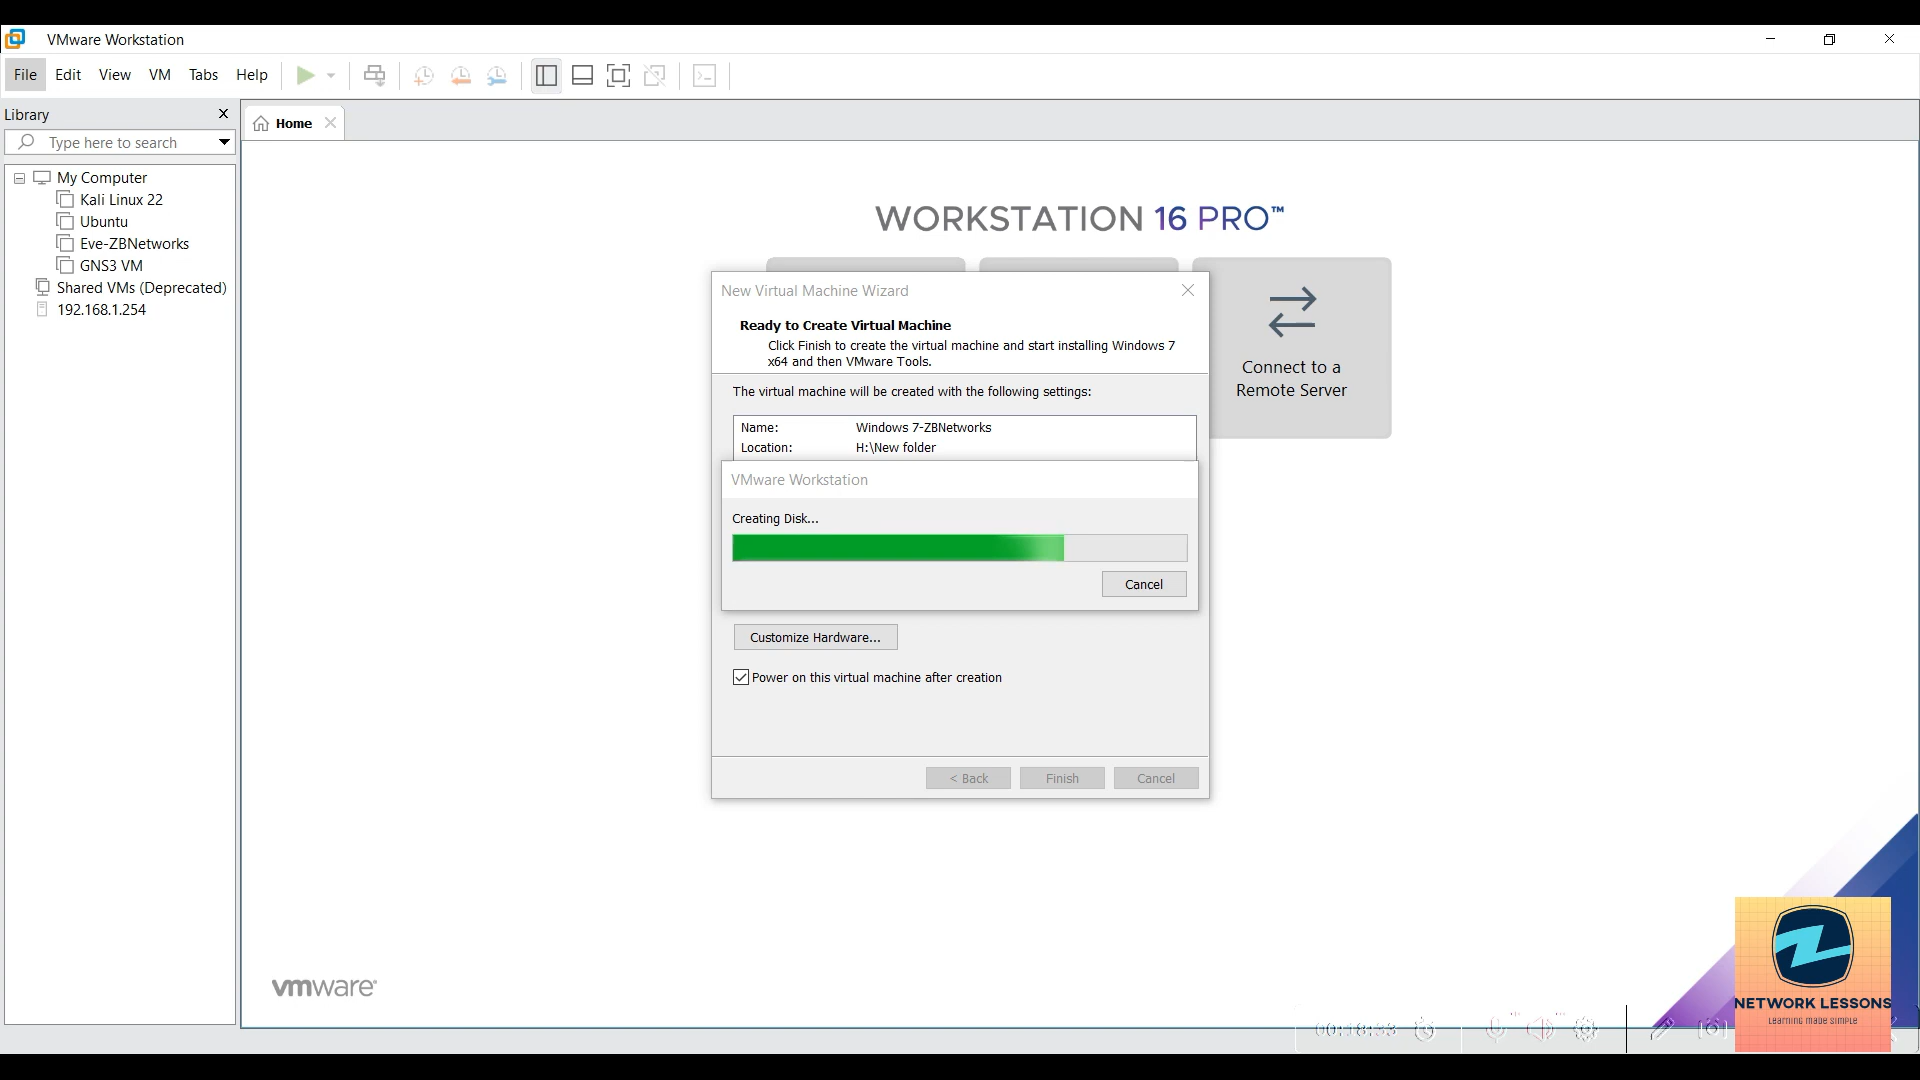 VMware Workstation
File Edit View VM Tabs Help
Library
Type here to search
My Computer
Kali Linux 22
Ubuntu
Eve-ZBNetworks
GNS3 VM
Shared VMs (Deprecated)
192.168.1.254
Home
WORKSTATION 16 PRO™
Connect to a
Remote Server
New Virtual Machine Wizard
Ready to Create Virtual Machine
Click Finish to create the virtual machine and start installing Windows 7
x64 and then VMware Tools.
The virtual machine will be created with the following settings:
Name: Windows 7-ZBNetworks
Location: H:\New folder
VMware Workstation
Creating Disk...
Cancel
Customize Hardware...
Power on this virtual machine after creation
< Back Finish Cancel
vmware
NETWORK LESSONS
Learning made simple
00:18:33